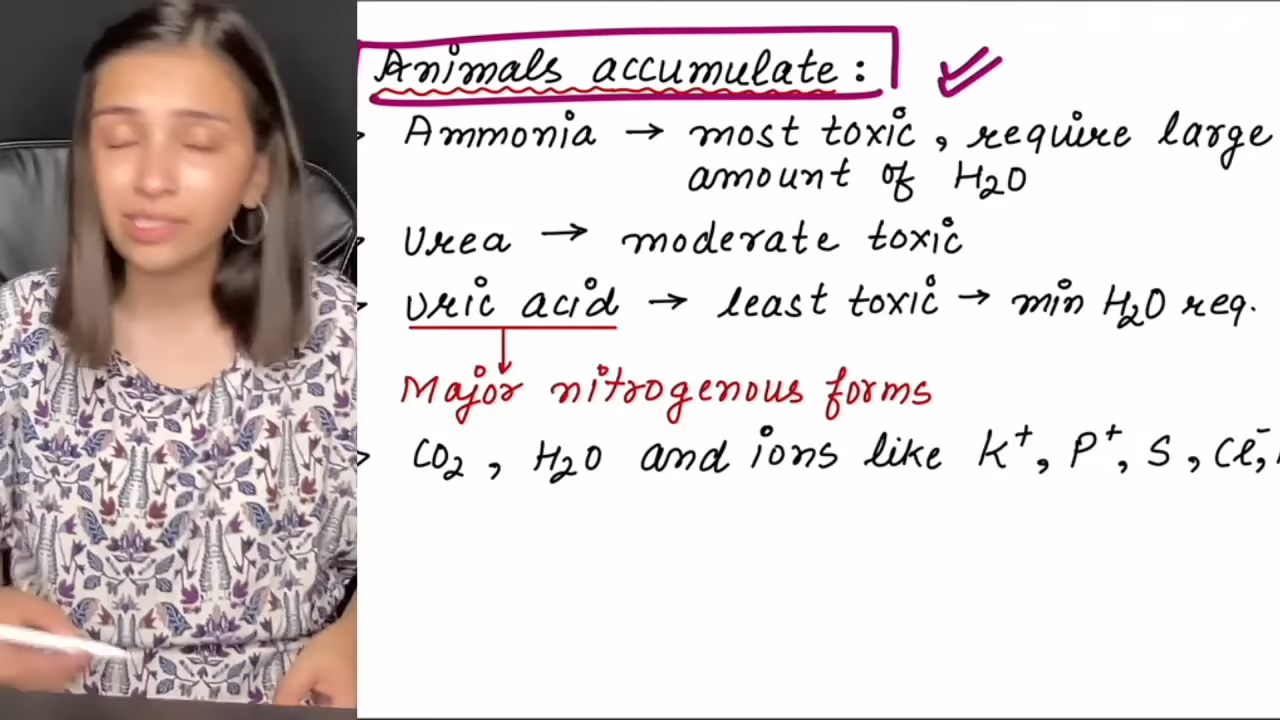 Animals accumulate :
Ammonia → most toxic, require large
amount of H2O
Urea → moderate toxic
Uric acid → least toxic → min H2O req.
Major nitrogenous forms
CO2, H2O and ions like K+, P+, S, Cl-,